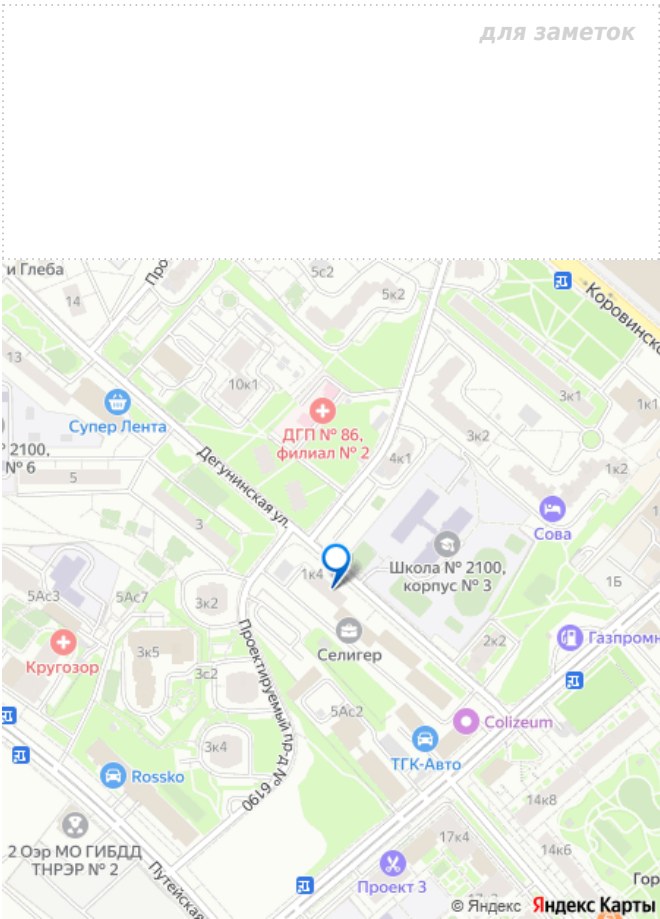 для заметок
и Глеба
Про
5с2
5к2
14
Коровинско
13
10к1
3к1
1к1
Супер Лента
ДГП № 86,
филиал № 2
3к2
2100,
№ 6
5
Дегунинская ул.
4к1
1к2
3
Сова
1к4
Школа № 2100,
корпус № 3
1Б
5Ас3
5Ас7
3к2
Кругозор
3к5
3с2
Проектируемый пр-д № 6190
Селигер
2к2
Газпромн
5Ас2
Colizeum
3к4
ТГК-Авто
Rossko
14к8
2 Оэр МО ГИБДД
ТНРЭР № 2
Путейская
17к4
14к6
Проект 3
Гор
© Яндекс Яндекс Карты